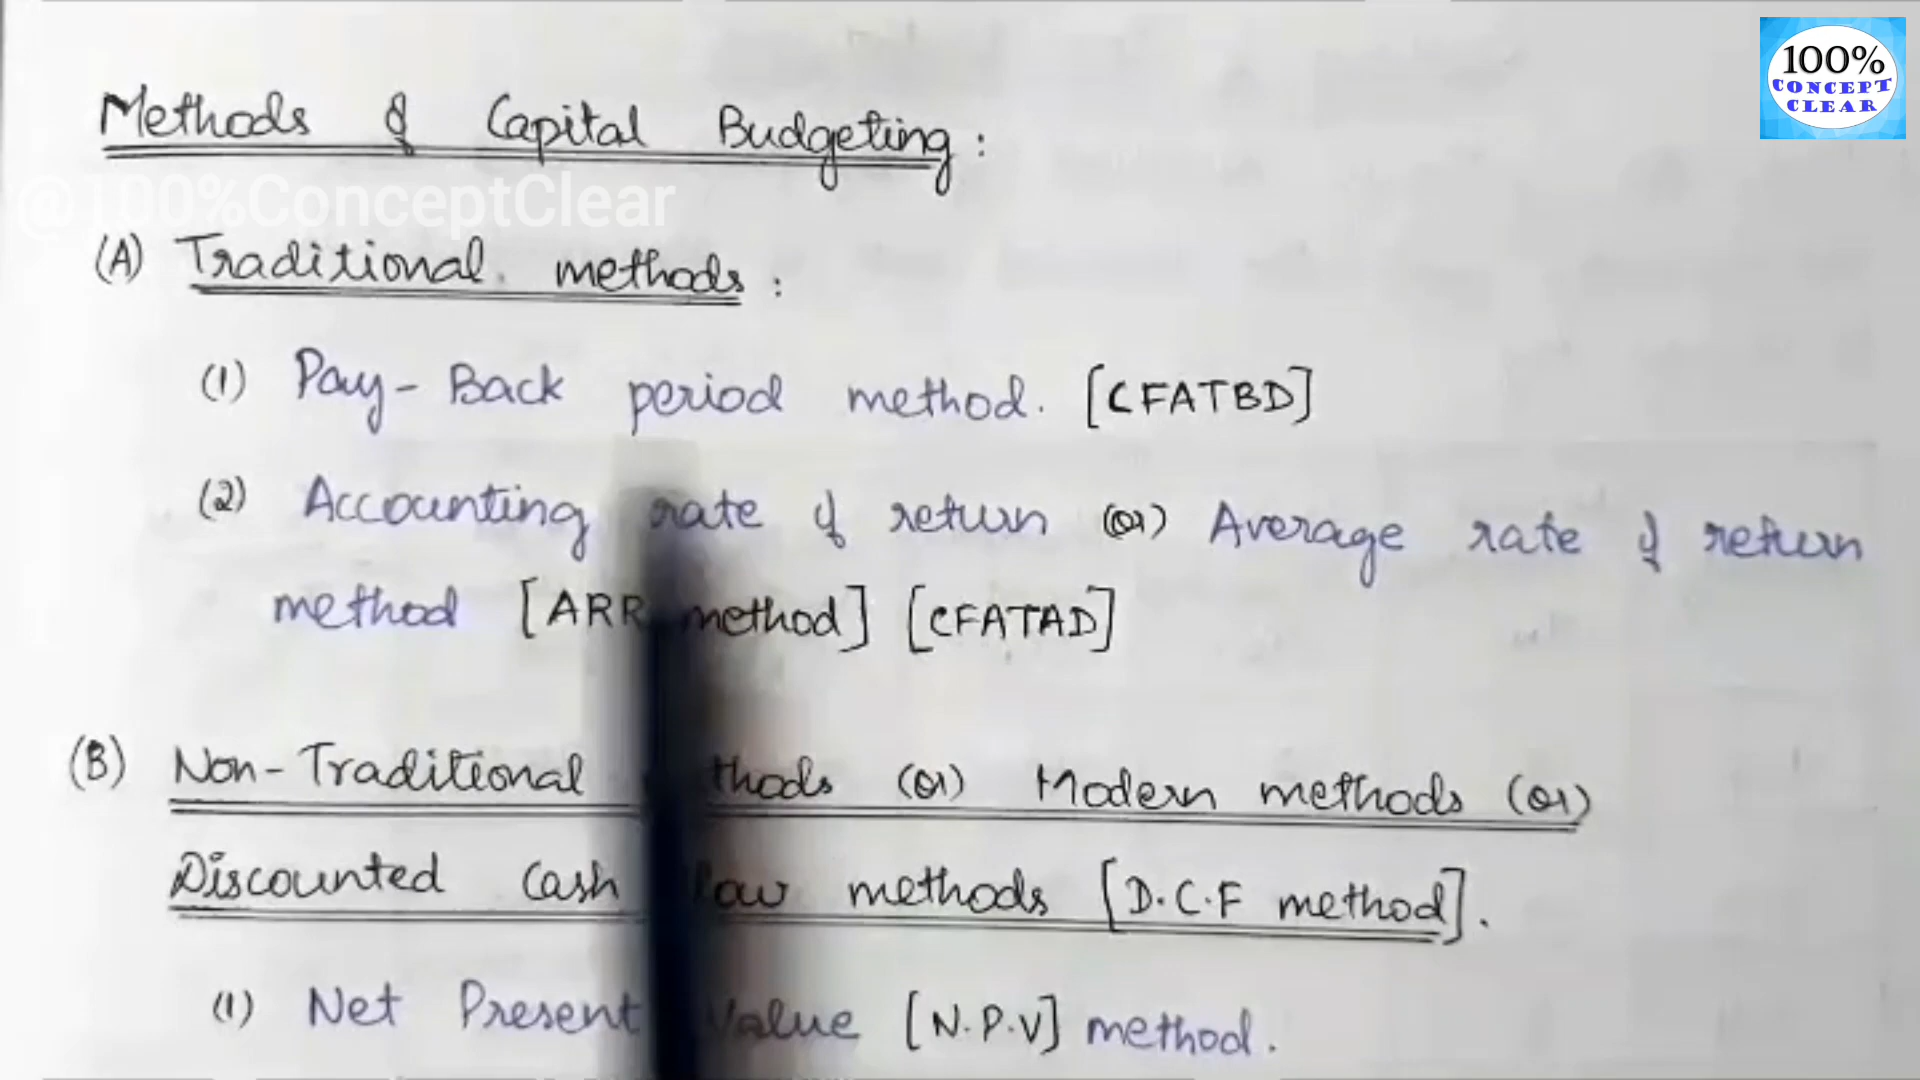 100%
CONCEPT
CLEAR
Methods of Capital Budgeting:
@100%ConceptClear
(A) Traditional methods:
(1) Pay-Back period method. [CFATBD]
(2) Accounting rate of return (or) Average rate of return
method [ARR method] [CFATAD]
(B) Non-Traditional thods (or) Modern methods (or)
Discounted Cash low methods [D.C.F method].
(1) Net Present Value [N.P.V] method.